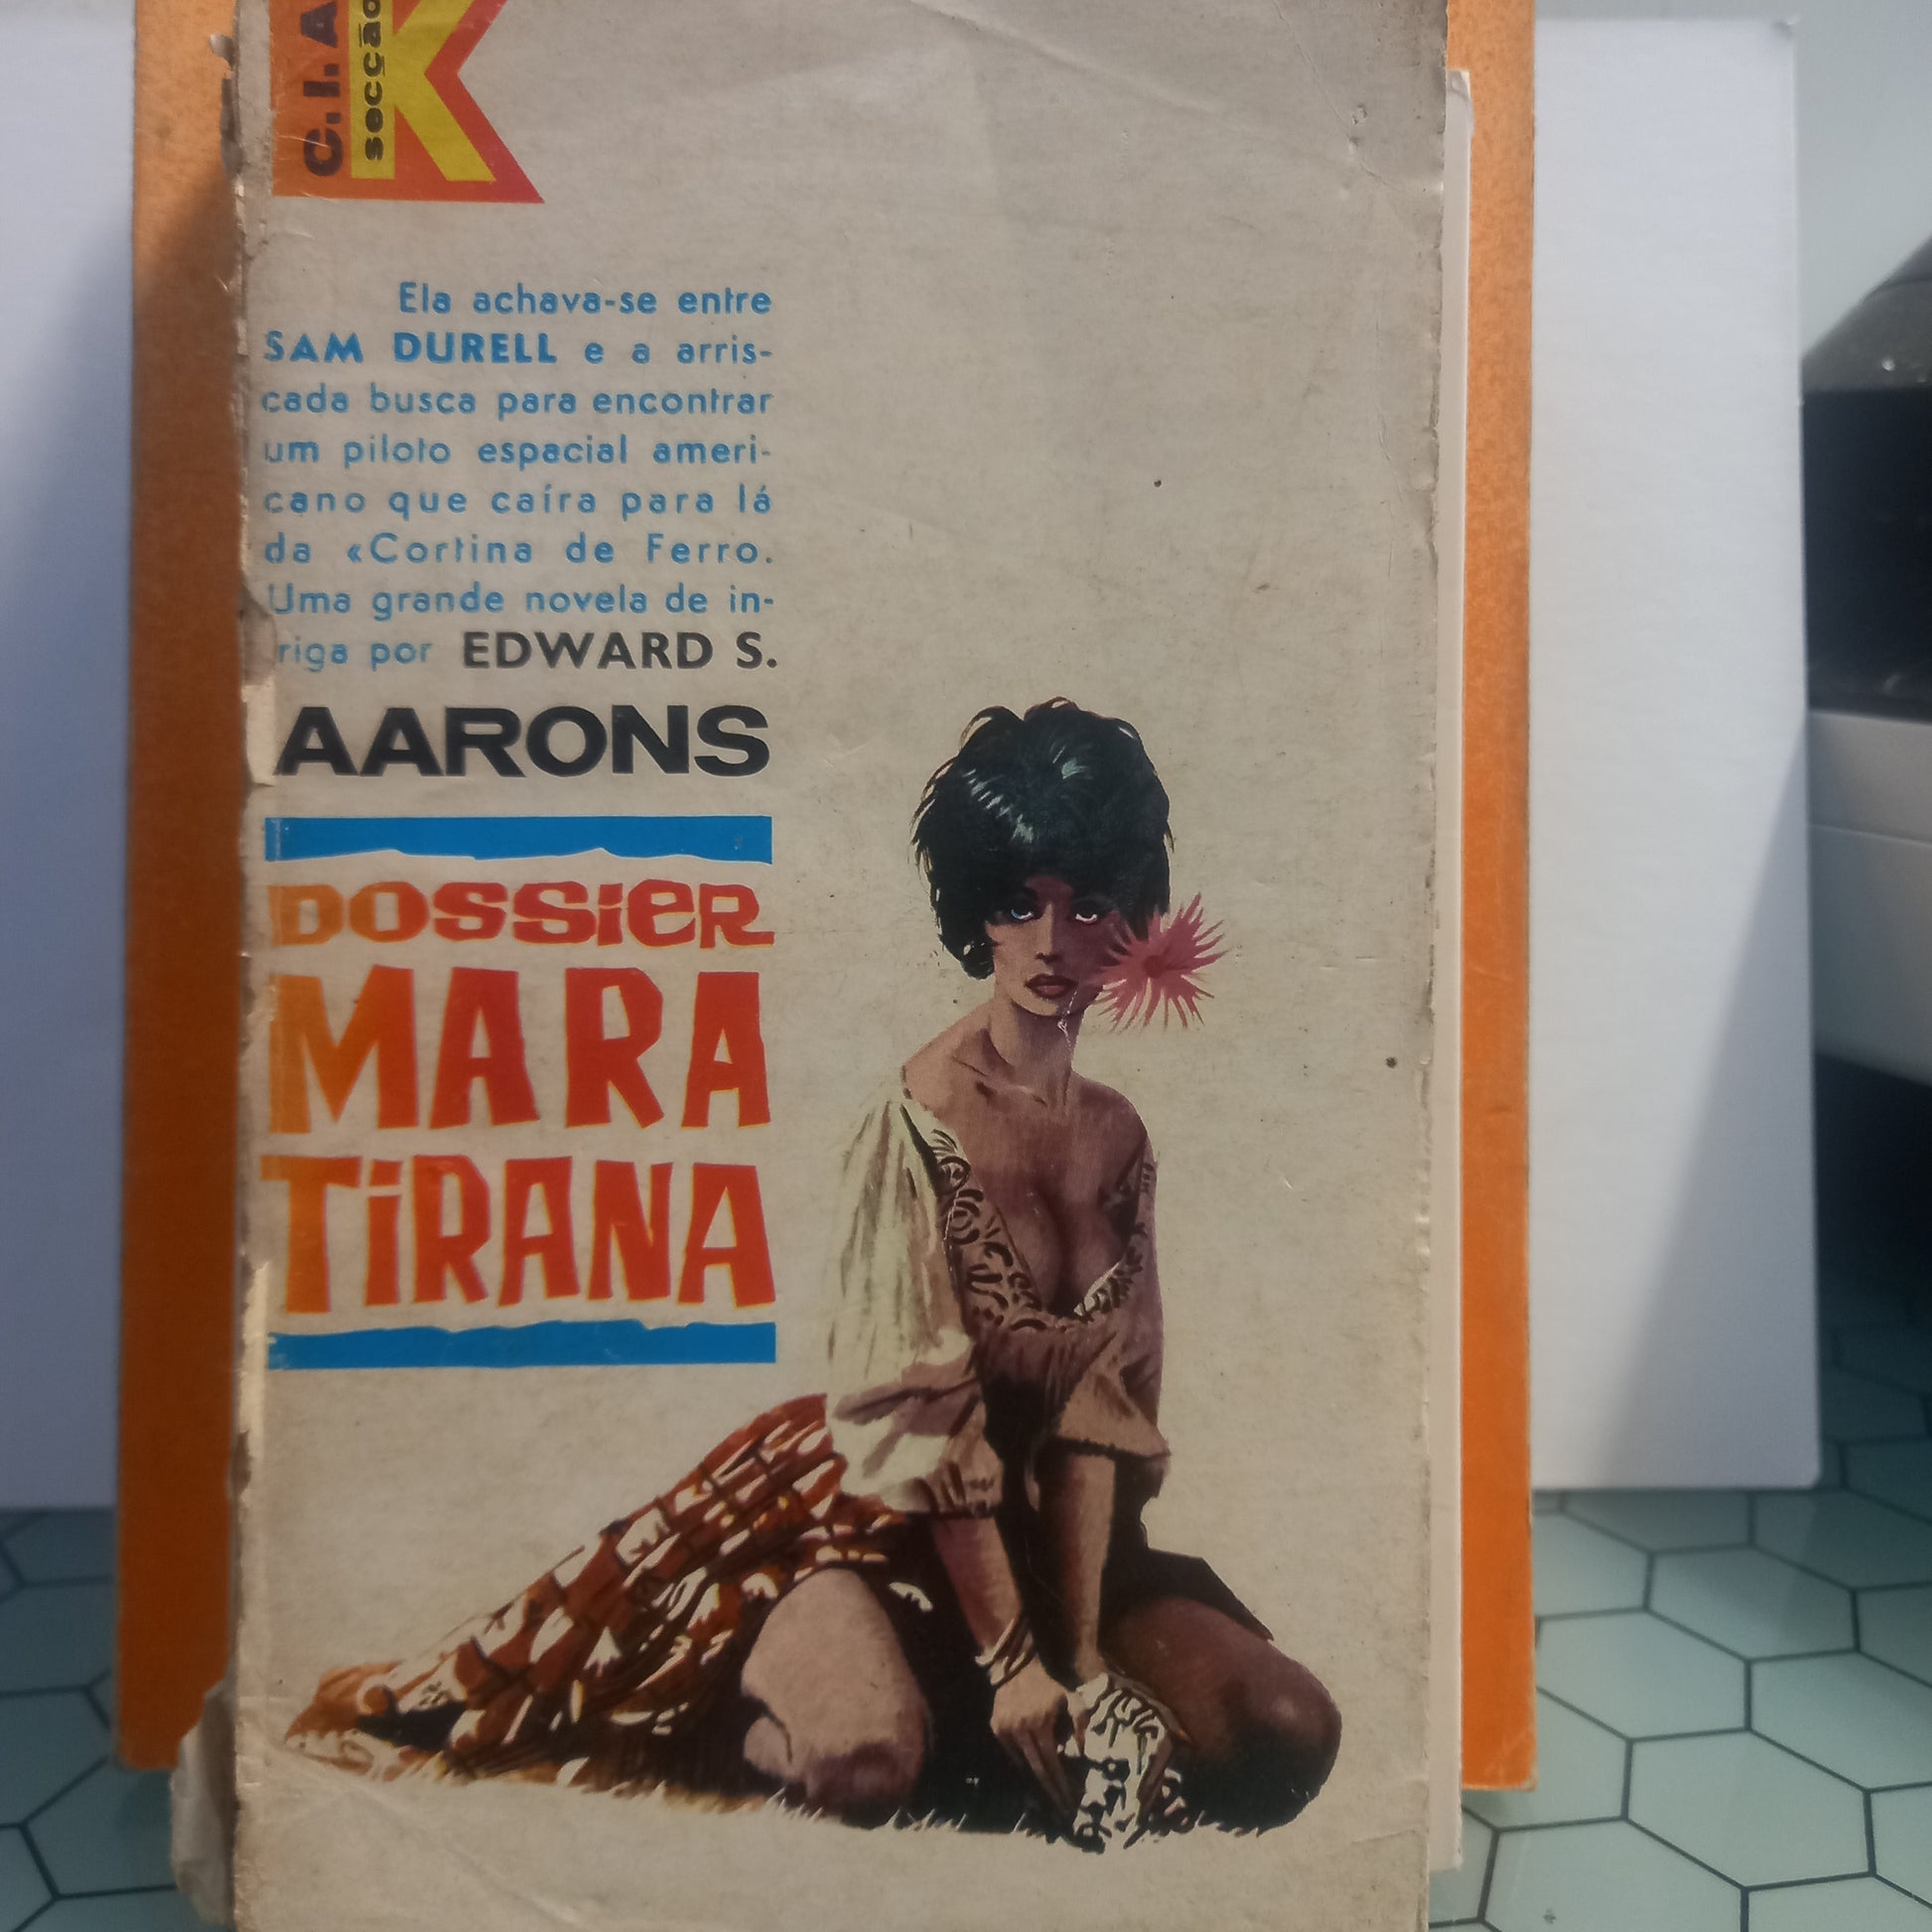 C.I.A
K
secção
Ela achava-se entre
SAM DURELL e a arris-
cada busca para encontrar
um piloto espacial ameri-
cano que caíra para lá
da «Cortina de Ferro.
Uma grande novela de in-
riga por EDWARD S.
AARONS
DOSSiER
MARA
TiRANA